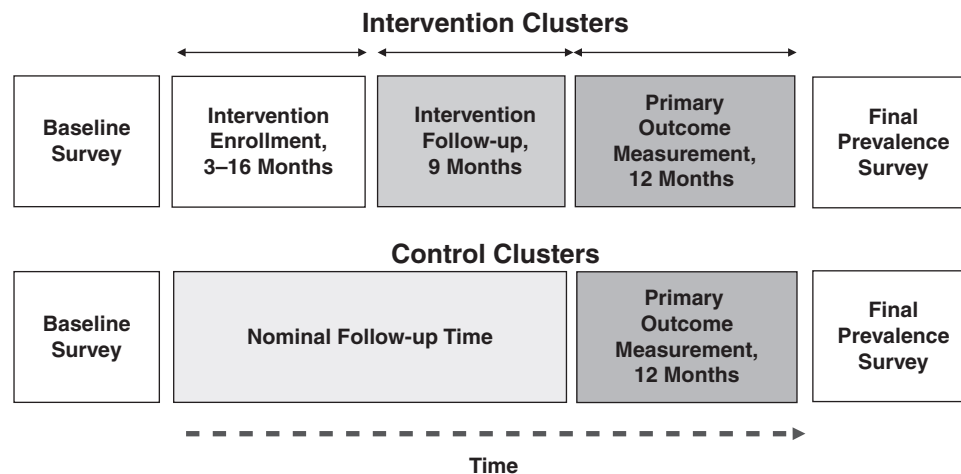 Intervention Clusters
Baseline
Survey
Intervention
Enrollment,
3–16 Months
Intervention
Follow-up,
9 Months
Primary
Outcome
Measurement,
12 Months
Final
Prevalence
Survey
Control Clusters
Baseline
Survey
Nominal Follow-up Time
Primary
Outcome
Measurement,
12 Months
Final
Prevalence
Survey
Time